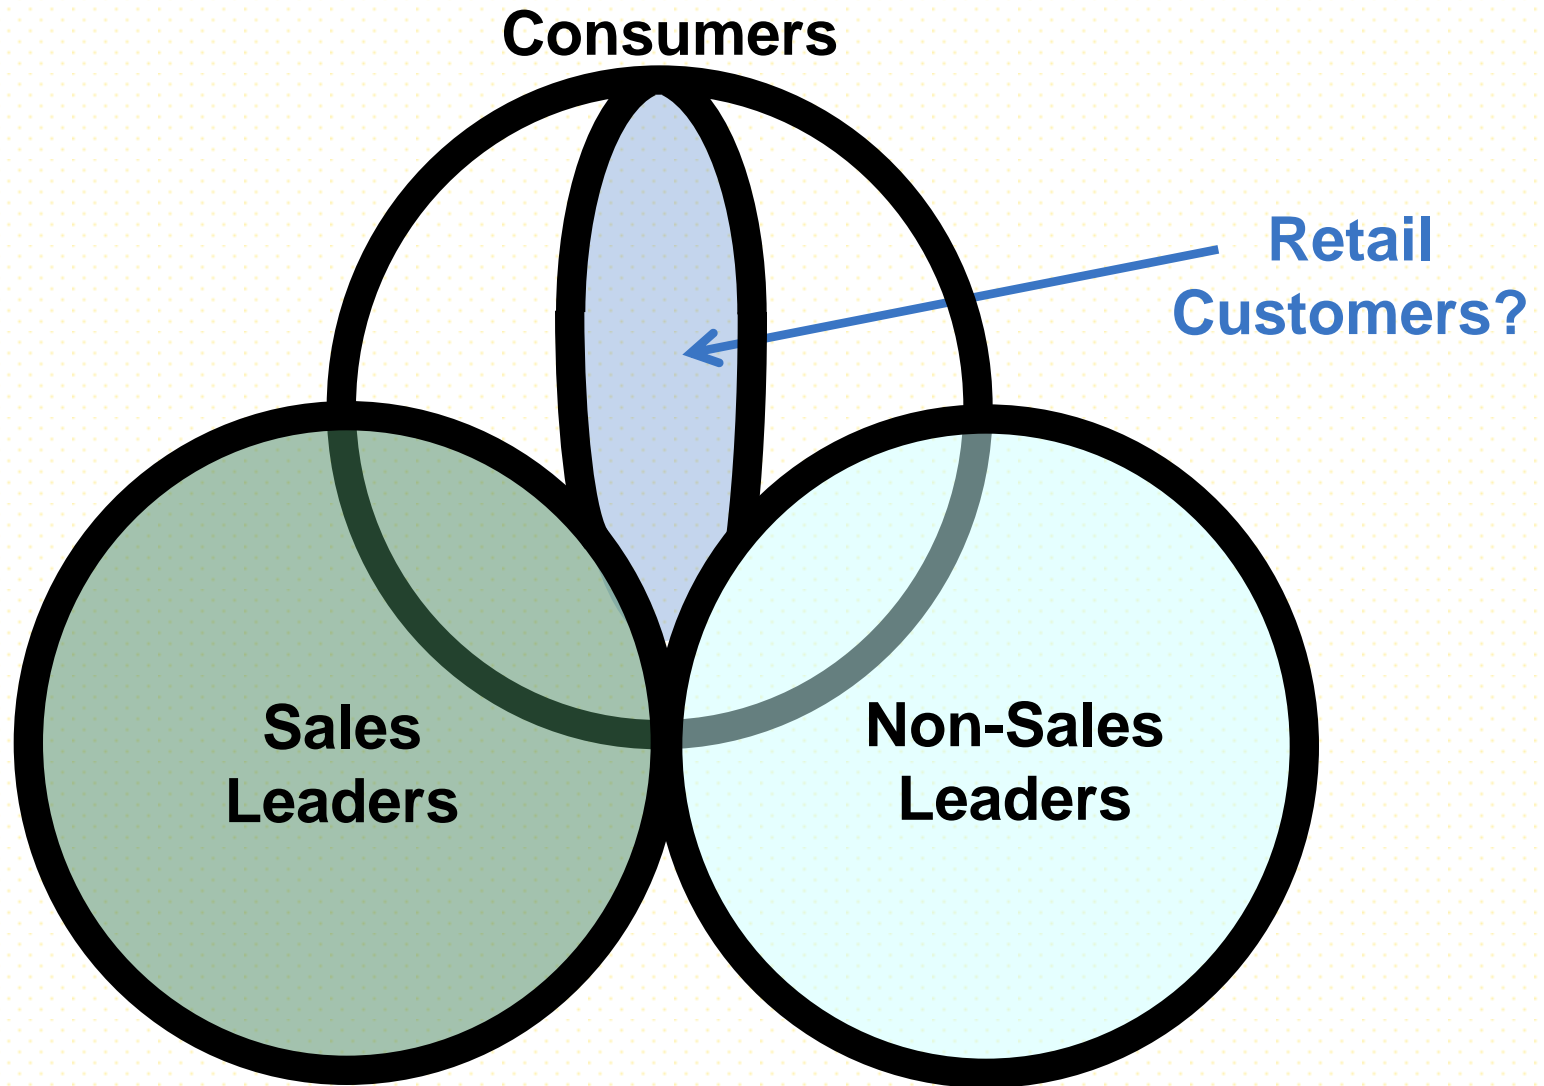 Consumers
Retail
Customers?
Sales
Leaders
Non-Sales
Leaders